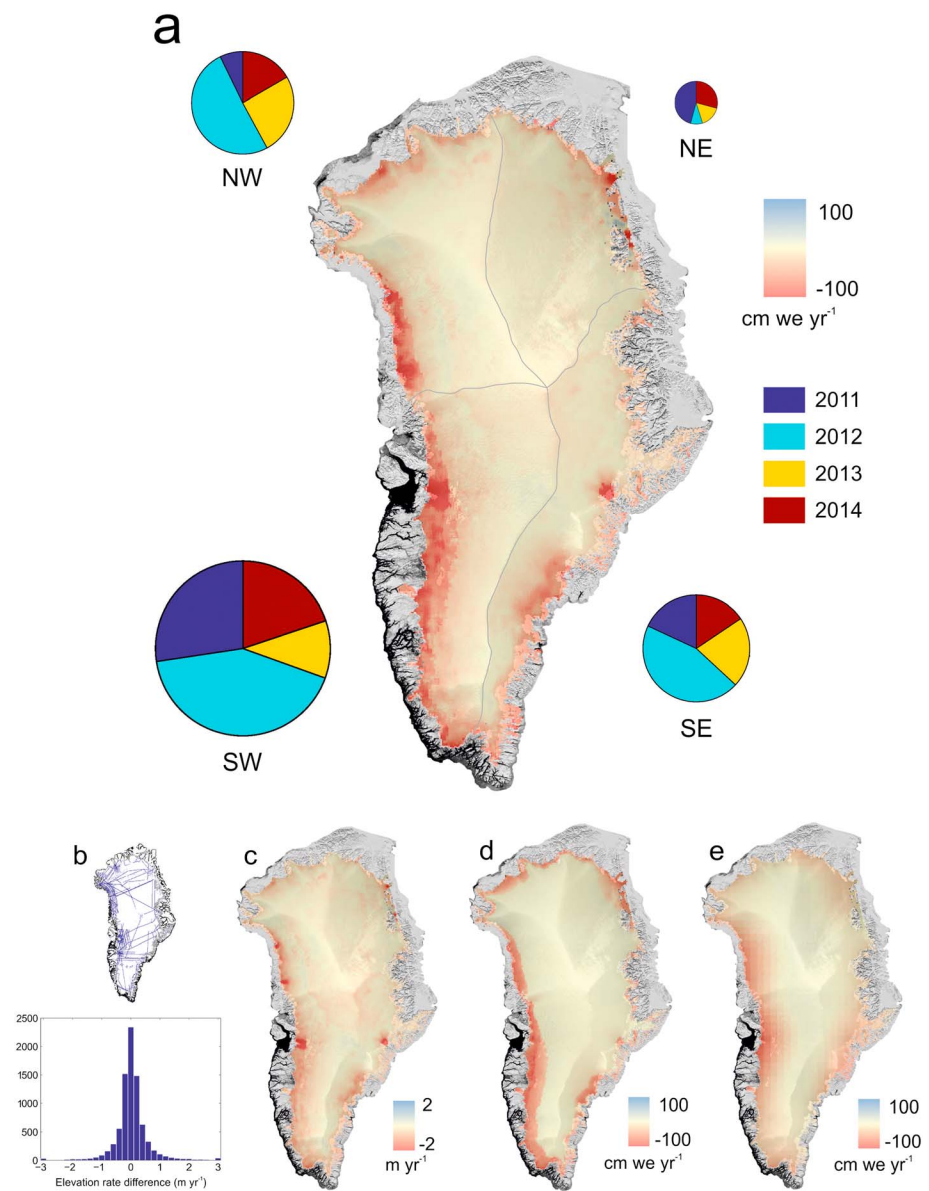 a
NW
NE
100
-100
cm we yr-1
2011
2012
2013
2014
SW
SE
b
c
d
e
2500
2000
1500
1000
500
0
−3 −2 −1 0 1 2 3
Elevation rate difference (m yr-1)
2
-2
m yr-1
100
-100
cm we yr-1
100
-100
cm we yr-1